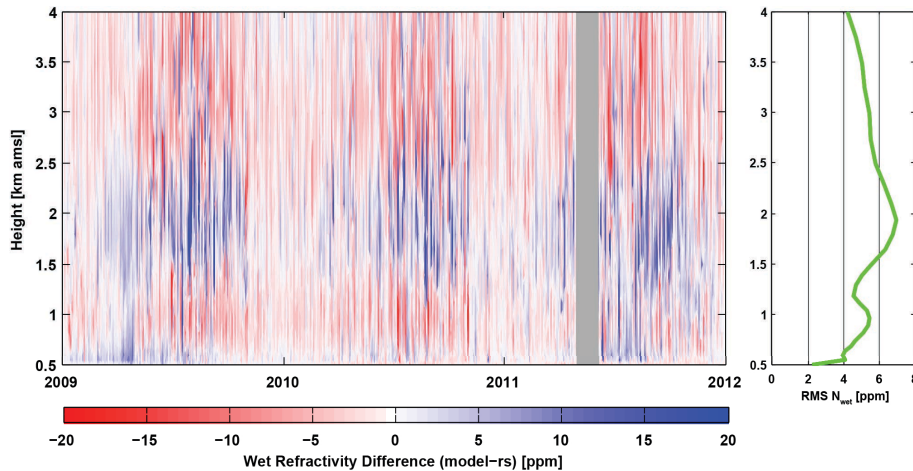 4
3.5
3
2.5
2
1.5
1
0.5
Height [km amsl]
2009 2010 2011 2012
−20 −15 −10 −5 0 5 10 15 20
Wet Refractivity Difference (model−rs) [ppm]
4
3.5
3
2.5
2
1.5
1
0.5
0 2 4 6 8
RMS N_wet [ppm]